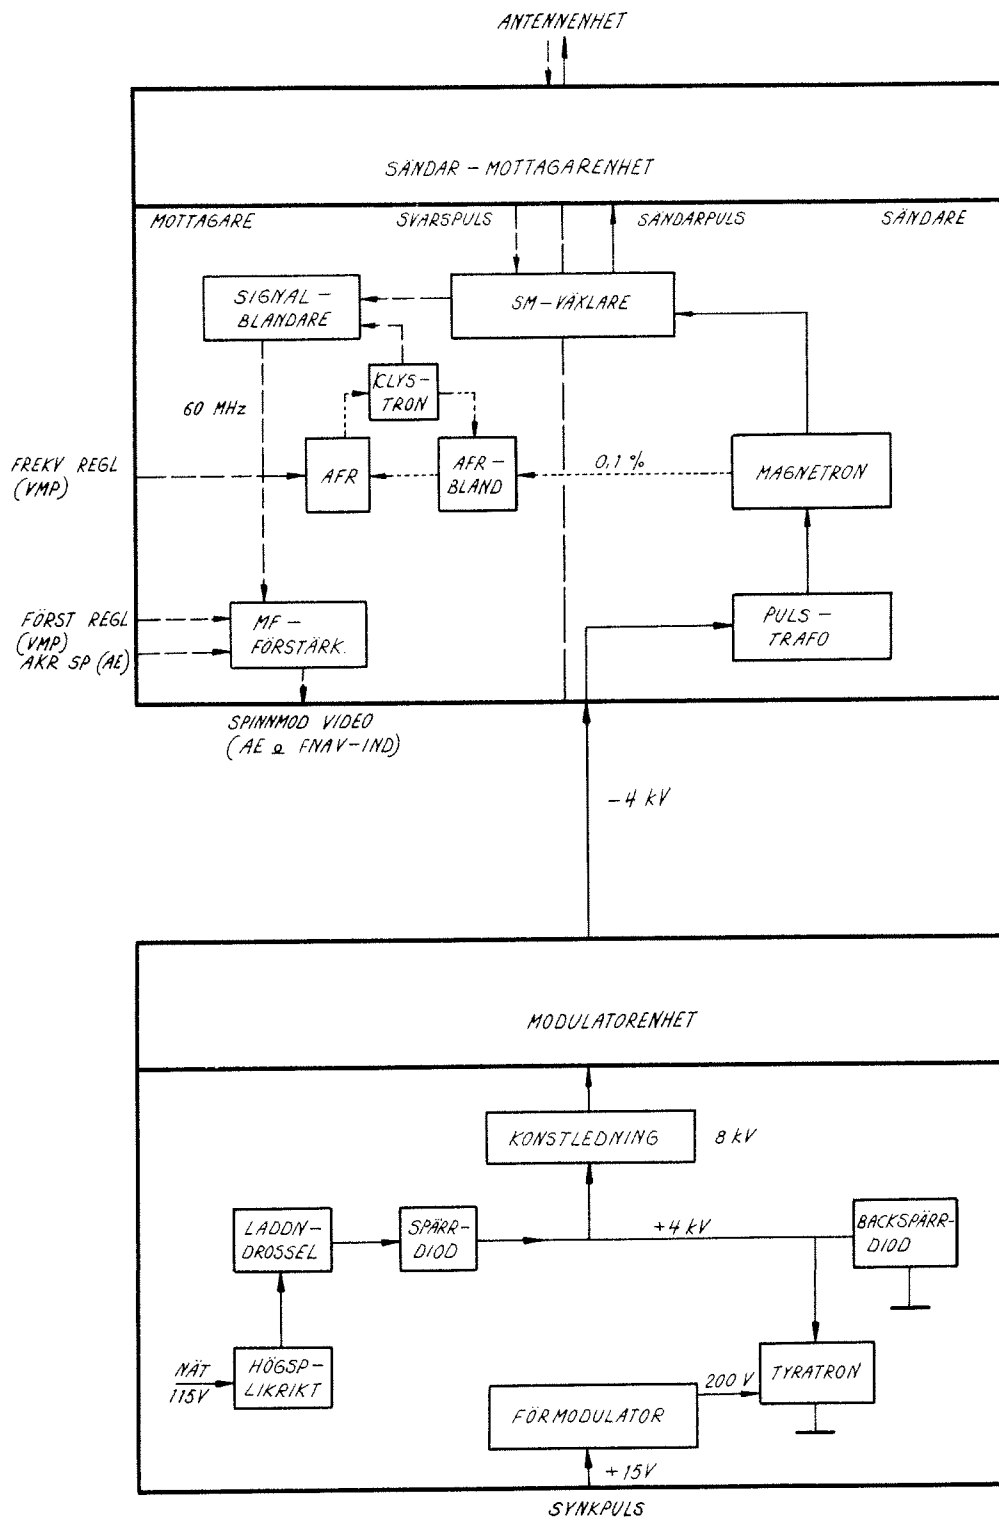 ANTENNENHET
SÄNDAR - MOTTAGARENHET
MOTTAGARE
SVARSPULS
SÄNDARPULS
SÄNDARE
SIGNAL-
BLANDARE
SM-VÄXLARE
KLYS-
TRON
60 MHz
FREKV REGL
(VMP)
AFR
AFR-
BLAND
0,1 %
MAGNETRON
FÖRST REGL
(VMP)
AKR SP (AE)
MF-
FÖRSTÄRK.
PULS-
TRAFO
SPINNMOD VIDEO
(AE o FNAV-IND)
-4 kV
MODULATORENHET
KONSTLEDNING
8 kV
LADDN-
DROSSEL
SPÄRR-
DIOD
+4 kV
BACKSPÄRR-
DIOD
NÄT
115V
HÖGSP-
LIKRIKT
FÖRMODULATOR
200 V
TYRATRON
+15V
SYNKPULS